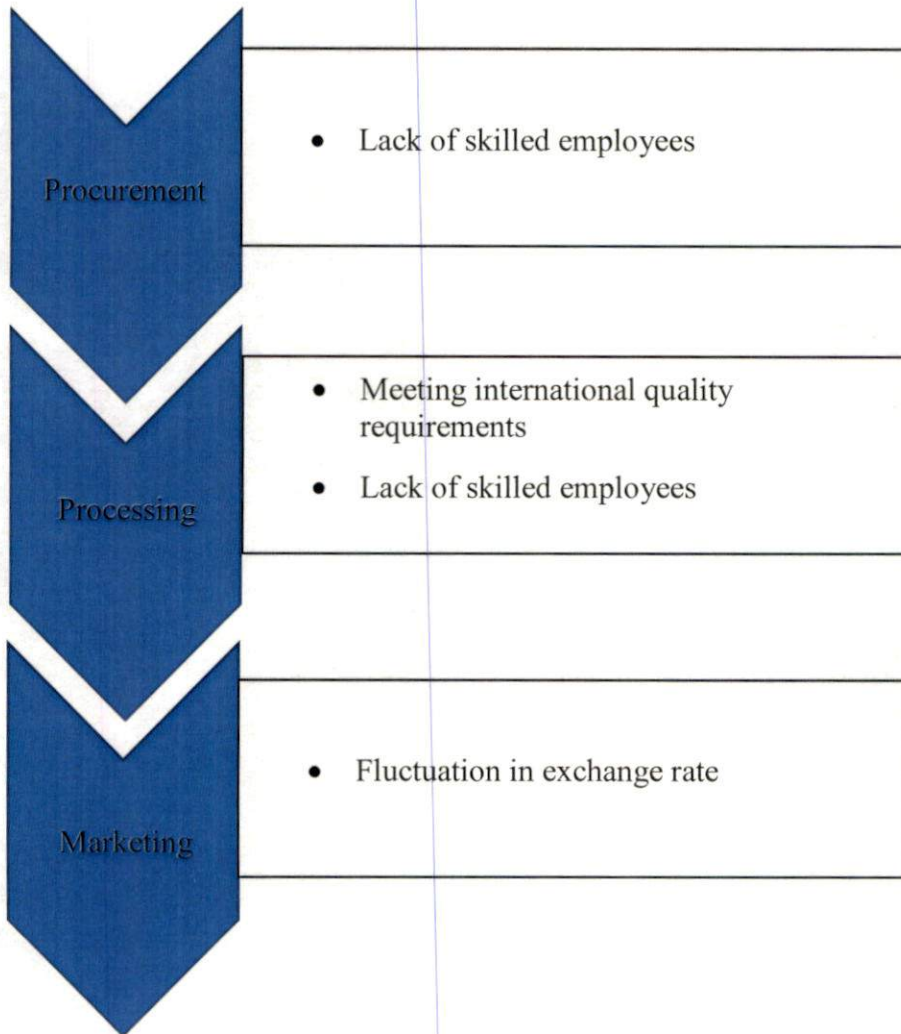 Procurement
• Lack of skilled employees
Processing
• Meeting international quality
requirements
• Lack of skilled employees
Marketing
• Fluctuation in exchange rate